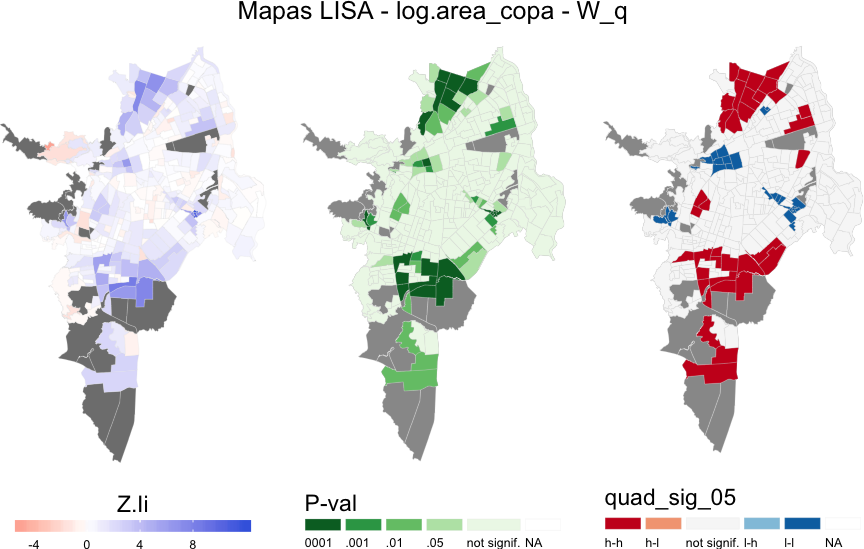 Mapas LISA - log.area_copa - W_q
Z.Ii
-4 0 4 8
P-val
0001 .001 .01 .05 not signif. NA
quad_sig_05
h-h h-l not signif. l-h l-l NA